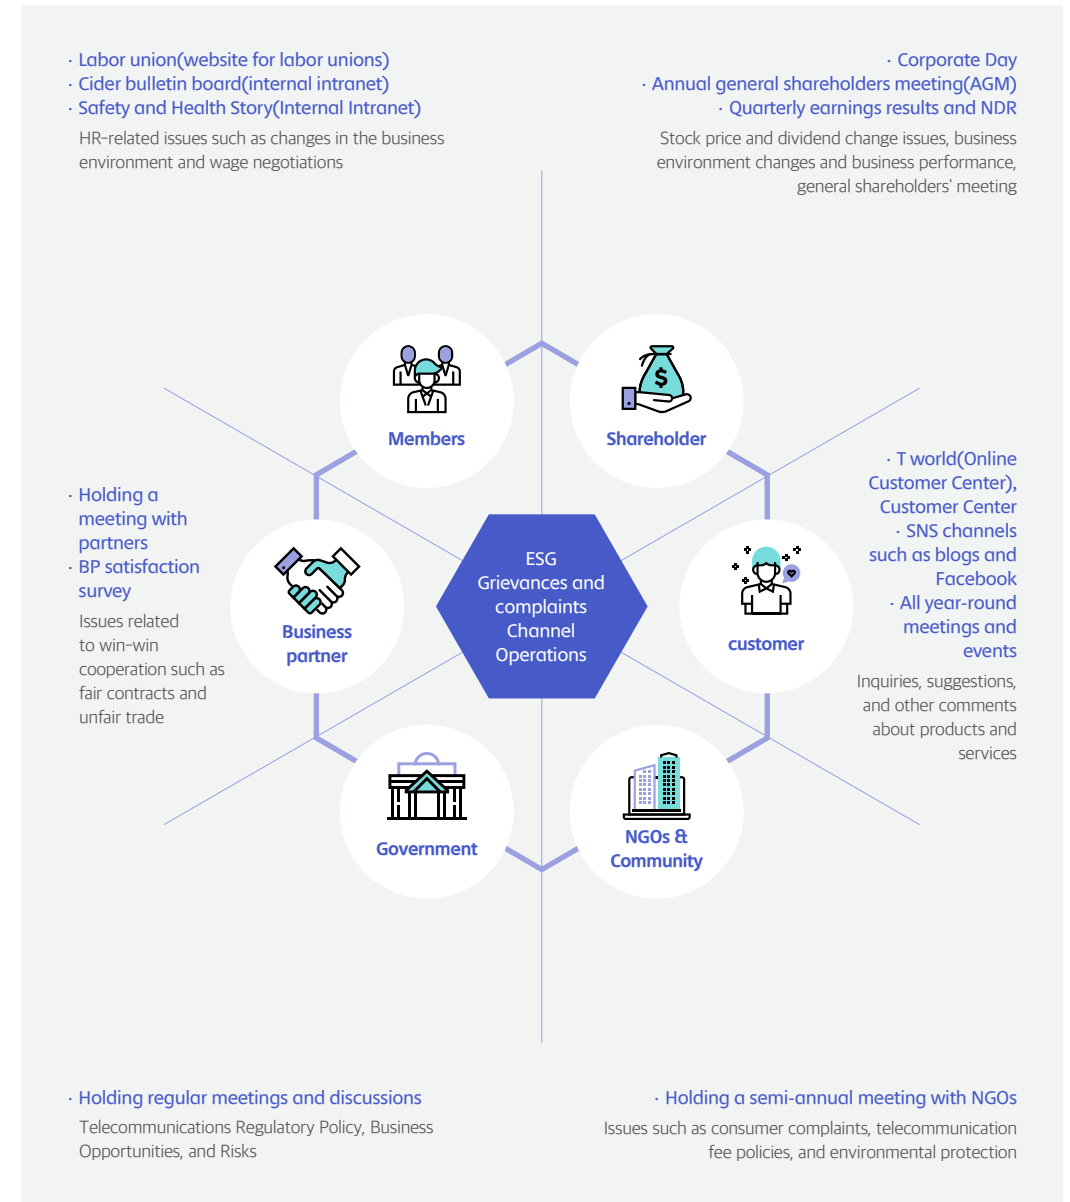 · Labor union(website for labor unions)
· Cider bulletin board(internal intranet)
· Safety and Health Story(Internal Intranet)
HR-related issues such as changes in the business
environment and wage negotiations
· Corporate Day
· Annual general shareholders meeting(AGM)
· Quarterly earnings results and NDR
Stock price and dividend change issues, business
environment changes and business performance,
general shareholders' meeting
Members
$
Shareholder
· Holding a
meeting with
partners
· BP satisfaction
survey
Issues related
to win-win
cooperation such as
fair contracts and
unfair trade
Business
partner
ESG
Grievances and
complaints
Channel
Operations
customer
· T world(Online
Customer Center),
Customer Center
· SNS channels
such as blogs and
Facebook
· All year-round
meetings and
events
Inquiries, suggestions,
and other comments
about products and
services
Government
NGOs &
Community
· Holding regular meetings and discussions
Telecommunications Regulatory Policy, Business
Opportunities, and Risks
· Holding a semi-annual meeting with NGOs
Issues such as consumer complaints, telecommunication
fee policies, and environmental protection